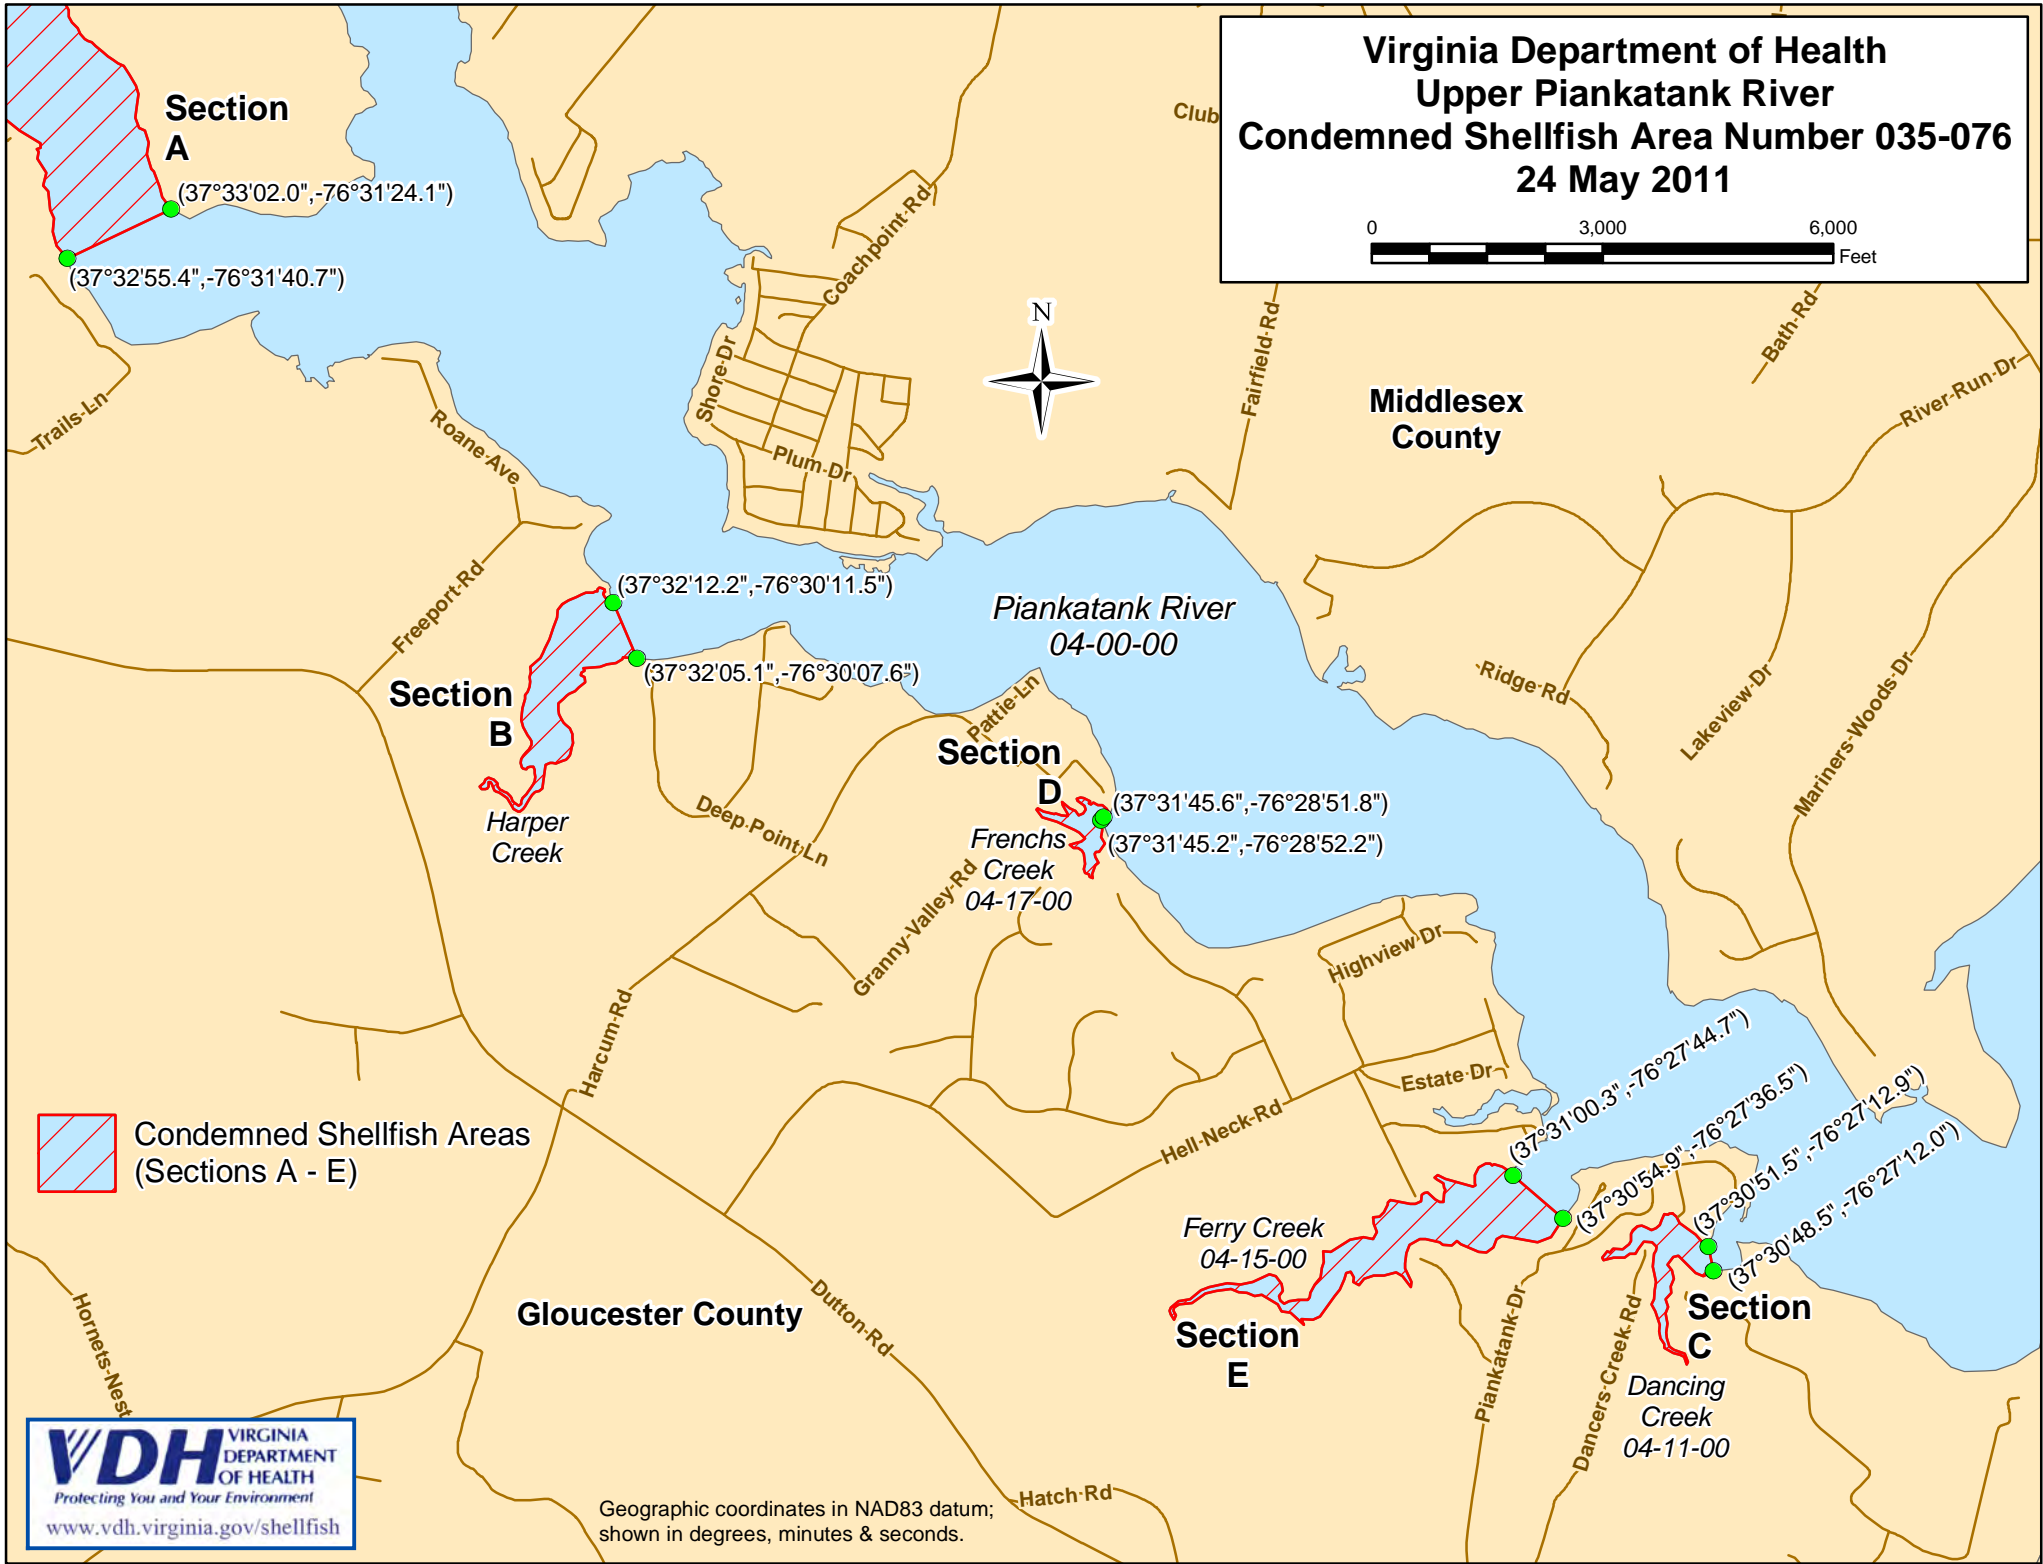 Virginia Department of Health
Upper Piankatank River
Condemned Shellfish Area Number 035-076
24 May 2011
0 3,000 6,000
Feet
Section
A
(37°33'02.0",-76°31'24.1")
(37°32'55.4",-76°31'40.7")
Club
Coachpoint Rd
Shore Dr
Plum Dr
N
Fairfield Rd
Bath Rd
River Run Dr
Middlesex
County
Trails Ln
Roane Ave
Freeport Rd
(37°32'12.2",-76°30'11.5")
(37°32'05.1",-76°30'07.6")
Piankatank River
04-00-00
Section
B
Harper
Creek
Ridge Rd
Lakeview Dr
Mariners Woods Dr
Pattie Ln
Section
D
(37°31'45.6",-76°28'51.8")
(37°31'45.2",-76°28'52.2")
Frenchs
Creek
04-17-00
Deep Point Ln
Granny Valley Rd
Harcum Rd
Highview Dr
Estate Dr
Hell Neck Rd
(37°31'00.3",-76°27'44.7")
(37°30'54.9",-76°27'36.5")
(37°30'51.5",-76°27'12.9")
(37°30'48.5",-76°27'12.0")
Condemned Shellfish Areas
(Sections A - E)
Ferry Creek
04-15-00
Section
E
Section
C
Dancing
Creek
04-11-00
Piankatank Dr
Dancers Creek Rd
Gloucester County
Dutton Rd
Hornets Nest
Hatch Rd
VDH
VIRGINIA
DEPARTMENT
OF HEALTH
Protecting You and Your Environment
www.vdh.virginia.gov/shellfish
Geographic coordinates in NAD83 datum;
shown in degrees, minutes & seconds.